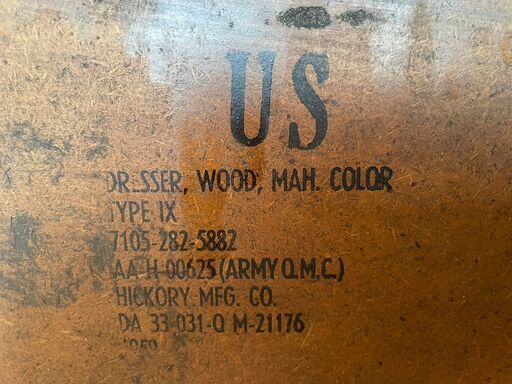 US
DRESSER, WOOD, MAH. COLOR
TYPE IX
7105-282-5882
AA-H-00625 (ARMY Q.M.C.)
HICKORY MFG. CO.
DA 33-031-Q M-21176